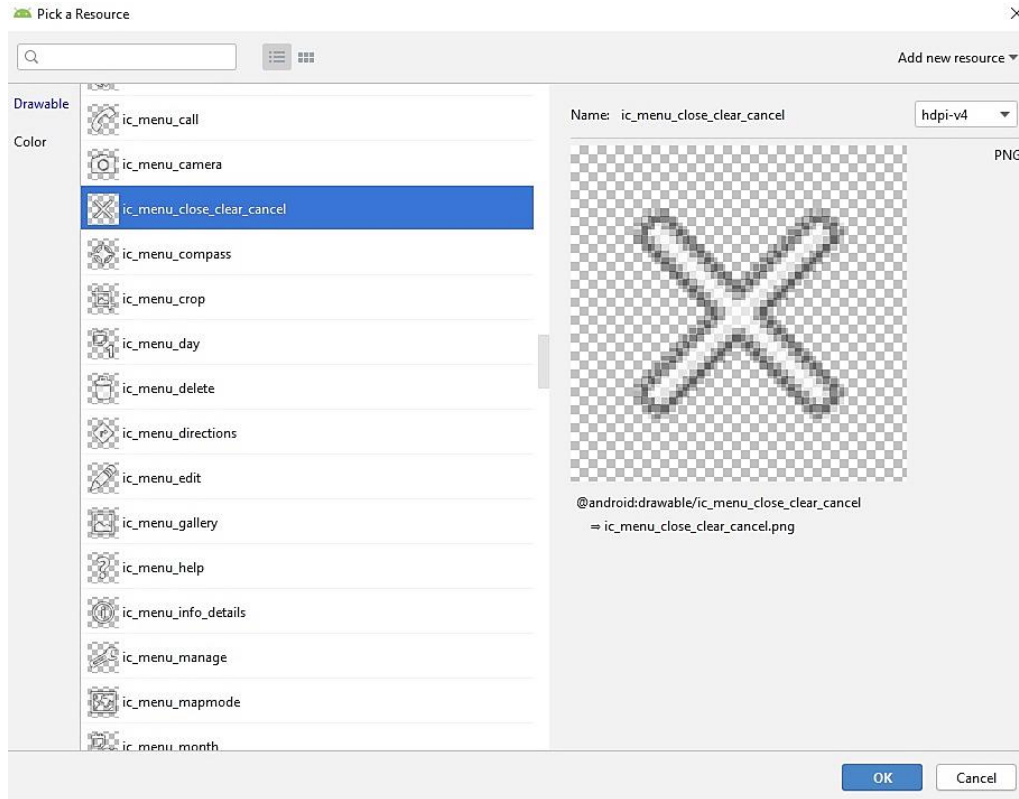 Pick a Resource
Add new resource
Drawable
Color
ic_menu_call
ic_menu_camera
ic_menu_close_clear_cancel
ic_menu_compass
ic_menu_crop
ic_menu_day
ic_menu_delete
ic_menu_directions
ic_menu_edit
ic_menu_gallery
ic_menu_help
ic_menu_info_details
ic_menu_manage
ic_menu_mapmode
ic_menu_month
Name: ic_menu_close_clear_cancel
hdpi-v4
PNG
@android:drawable/ic_menu_close_clear_cancel
⇒ ic_menu_close_clear_cancel.png
OK
Cancel